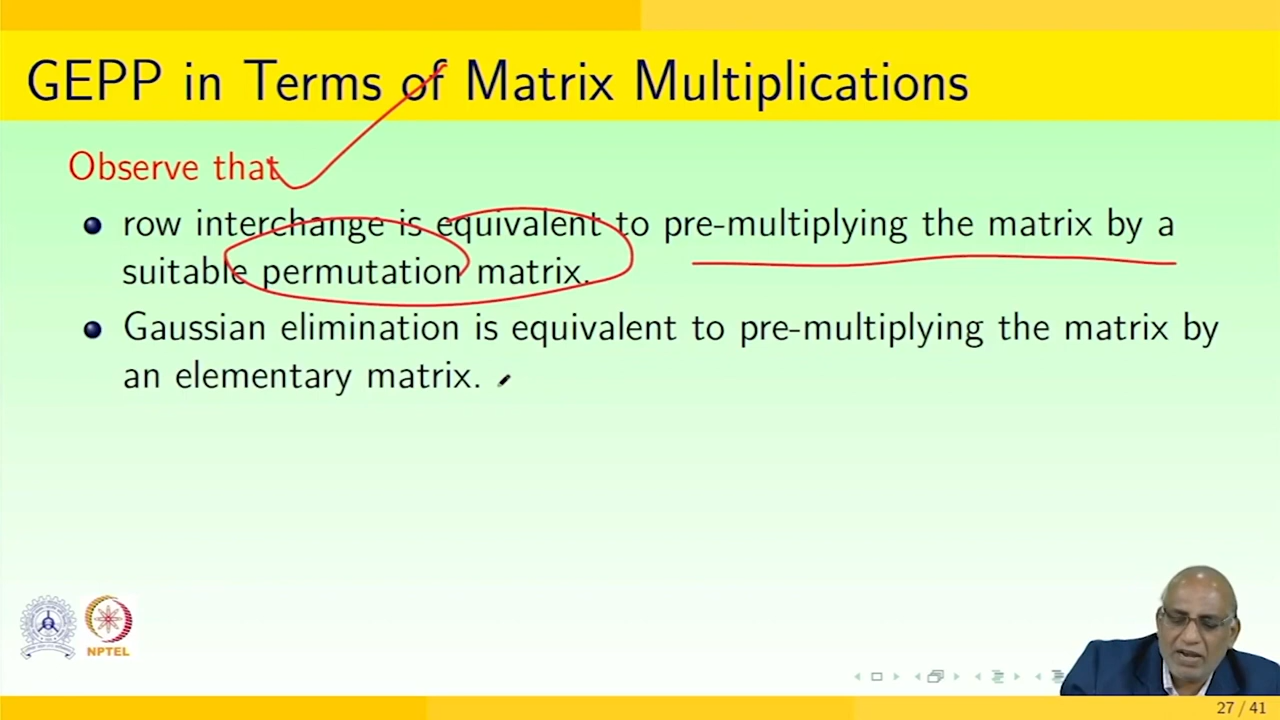 GEPP in Terms of Matrix Multiplications
Observe that
row interchange is equivalent to pre-multiplying the matrix by a
suitable permutation matrix.
Gaussian elimination is equivalent to pre-multiplying the matrix by
an elementary matrix.
NPTEL
27 / 41